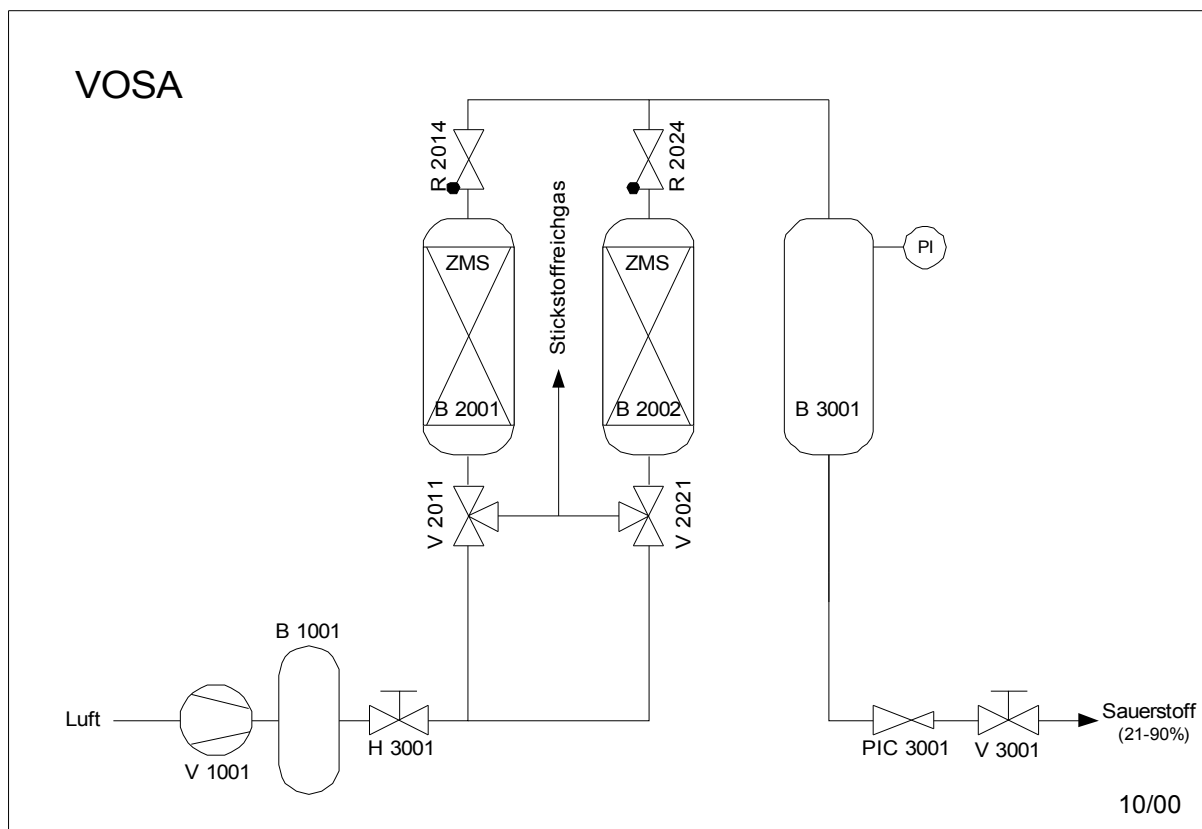 VOSA
R 2014
R 2024
Stickstoffreichgas
ZMS
ZMS
PI
B 2001
B 2002
B 3001
V 2011
V 2021
B 1001
Luft
V 1001
H 3001
PIC 3001
V 3001
Sauerstoff
(21-90%)
10/00